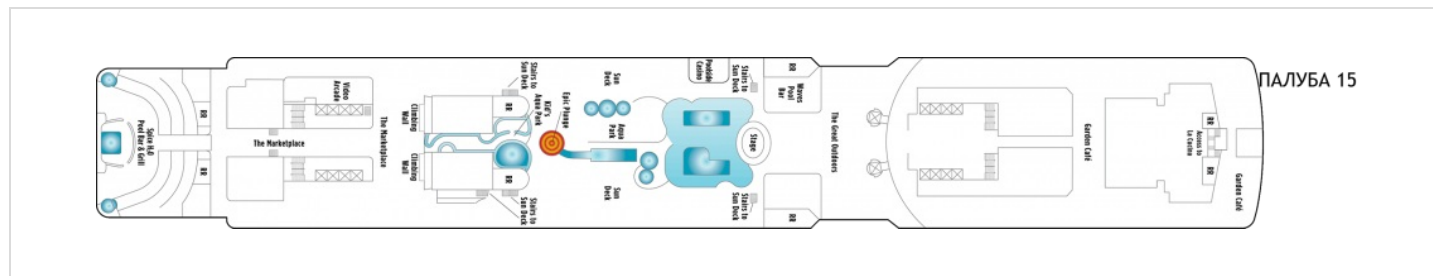 ПАЛУБА 15
Spice H2O
Pool Bar & Grill
RR
RR
Video
Arcade
The Marketplace
The Marketplace
Climbing
Wall
Climbing
Wall
Stairs to
Sun Deck
RR
RR
Stairs to
Sun Deck
Kid's
Aqua Park
Epic Plunge
Sun
Deck
Aqua
Park
Sun
Deck
Poolside
Casino
Stairs to
Sun Deck
Stage
Stairs to
Sun Deck
RR
Waves
Pool
Bar
RR
The Great Outdoors
Garden Café
RR
Access to
Le Casino
RR
Garden Café